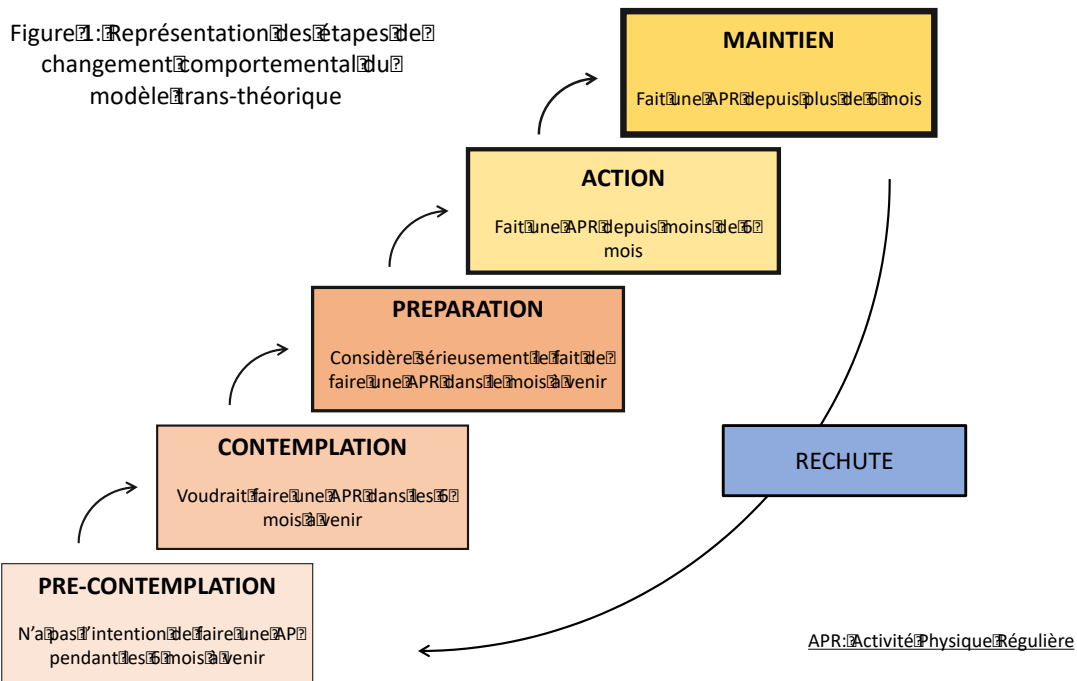 Figure 1: Représentation des étapes de
changement comportemental du
modèle trans-théorique
MAINTIEN
Fait une APR depuis plus de 6 mois
ACTION
Fait une APR depuis moins de 6
mois
PREPARATION
Considère sérieusement le fait de
faire une APR dans le mois à venir
CONTEMPLATION
Voudrait faire une APR dans les 6
mois à venir
RECHUTE
PRE-CONTEMPLATION
N'a pas l'intention de faire une AP
pendant les 6 mois à venir
APR: Activité Physique Régulière